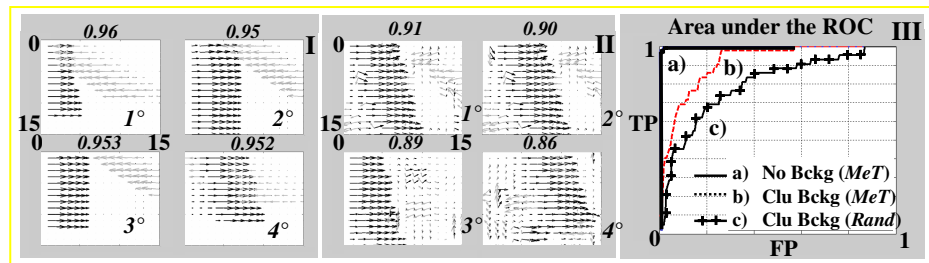 0 0.96 0.95 I
1° 2°
15
0 0.953 15 0.952
3° 4°
0.91 0.90 II
1° 2°
0.89 0.86
3° 4°
Area under the ROC III
1
a) b)
TP
c)
a) No Bckg (MeT)
b) Clu Bckg (MeT)
c) Clu Bckg (Rand)
0 FP 1